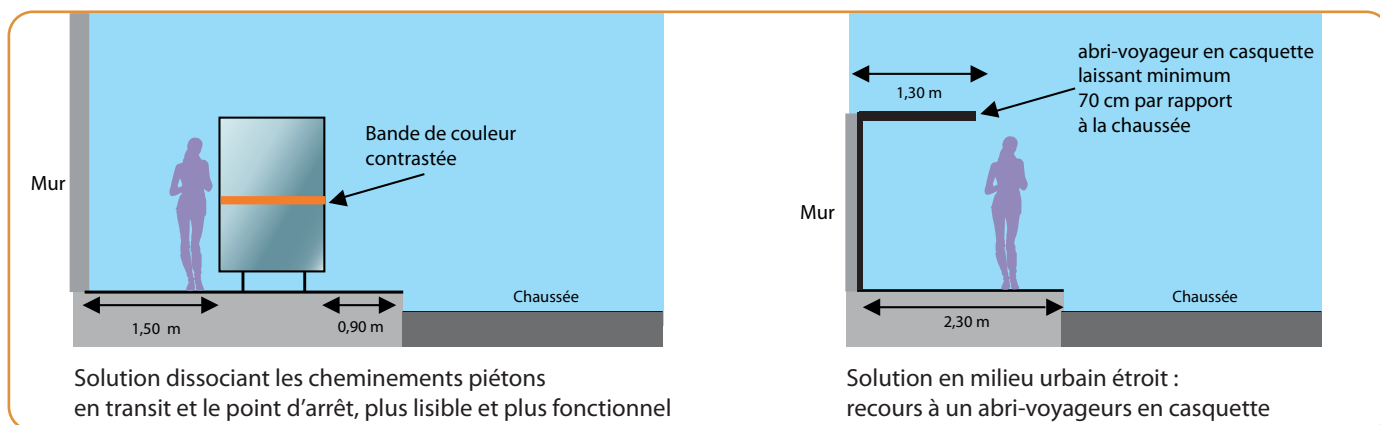 Mur
Bande de couleur
contrastée
1,50 m
0,90 m
Chaussée
Solution dissociant les cheminements piétons
en transit et le point d’arrêt, plus lisible et plus fonctionnel
1,30 m
abri-voyageur en casquette
laissant minimum
70 cm par rapport
à la chaussée
Mur
2,30 m
Chaussée
Solution en milieu urbain étroit :
recours à un abri-voyageurs en casquette